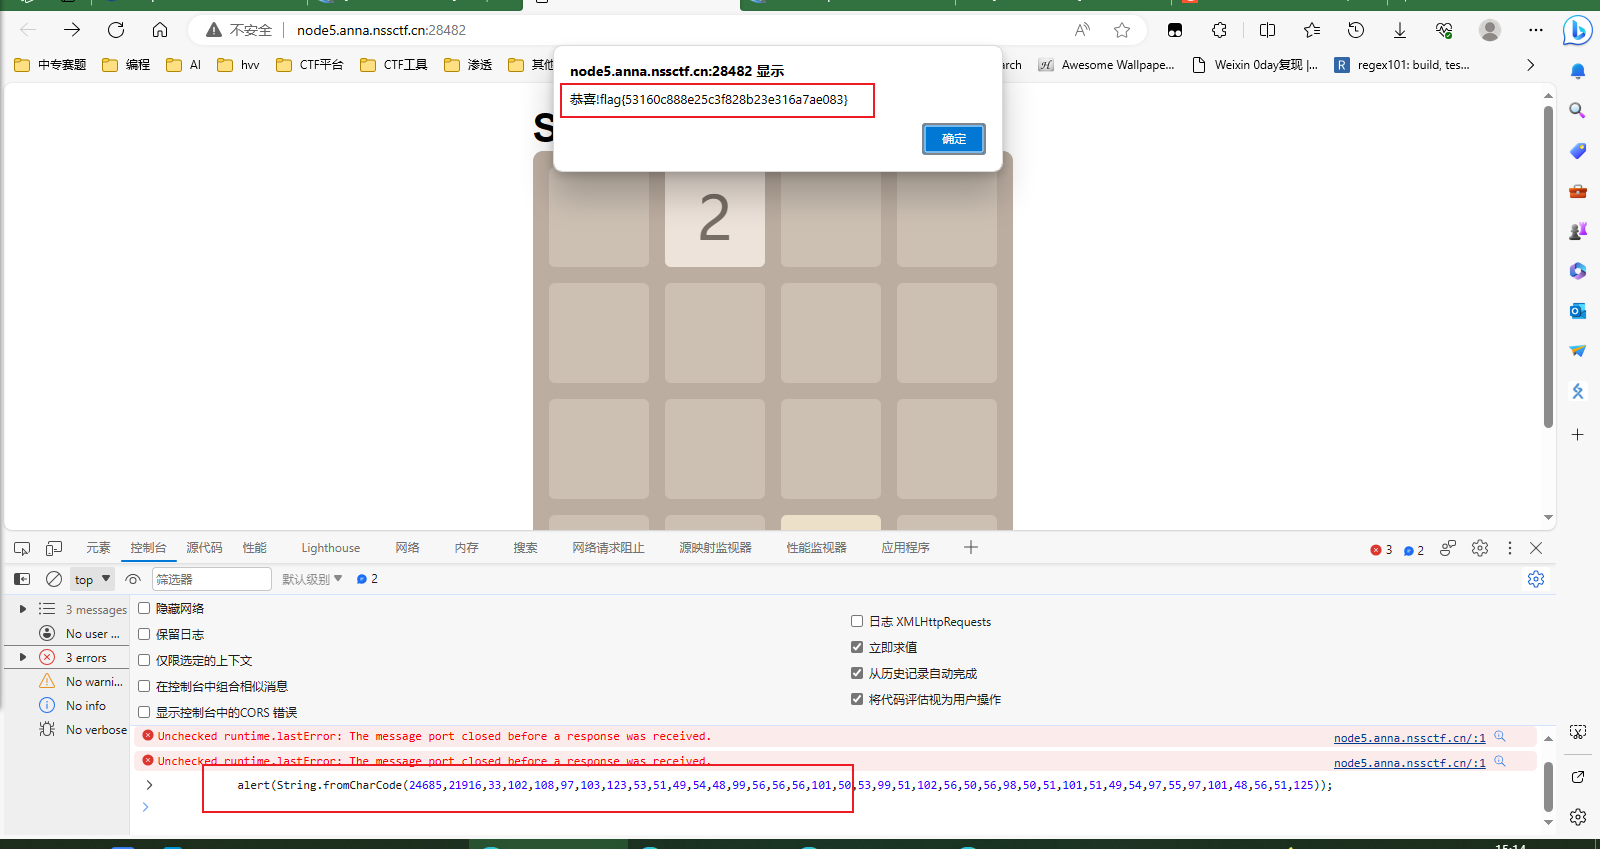 不安全 node5.anna.nssctf.cn:28482
中专赛题 编程 AI hvv CTF平台 CTF工具 渗透 其他 arch Awesome Wallpape... Weixin 0day复现 |... regex101: build, tes...
node5.anna.nssctf.cn:28482 显示
恭喜!flag{53160c888e25c3f828b23e316a7ae083}
确定
S
2
元素 控制台 源代码 性能 Lighthouse 网络 内存 搜索 网络请求阻止 源映射监视器 性能监视器 应用程序 3 2
top 筛选器 默认级别 2
3 messages
No user ...
3 errors
No warni...
No info
No verbose
隐藏网络
保留日志
仅限选定的上下文
在控制台中组合相似消息
显示控制台中的CORS 错误
日志 XMLHttpRequests
立即求值
从历史记录自动完成
将代码评估视为用户操作
Unchecked runtime.lastError: The message port closed before a response was received. node5.anna.nssctf.cn/:1
Unchecked runtime.lastError: The message port closed before a response was received. node5.anna.nssctf.cn/:1
alert(String.fromCharCode(24685,21916,33,102,108,97,103,123,53,51,49,54,48,99,56,56,56,101,50,53,99,51,102,56,50,56,98,50,51,101,51,49,54,97,55,97,101,48,56,51,125));
15:14